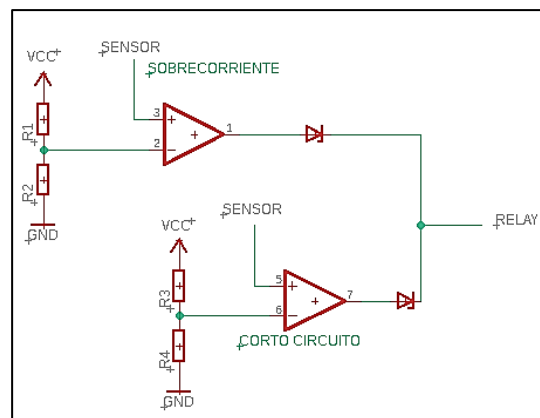 SENSOR
VCC
SOBRECORRIENTE
R1
3
1
2
R2
GND
SENSOR
VCC
RELAY
R3
5
7
6
R4
CORTO CIRCUITO
GND